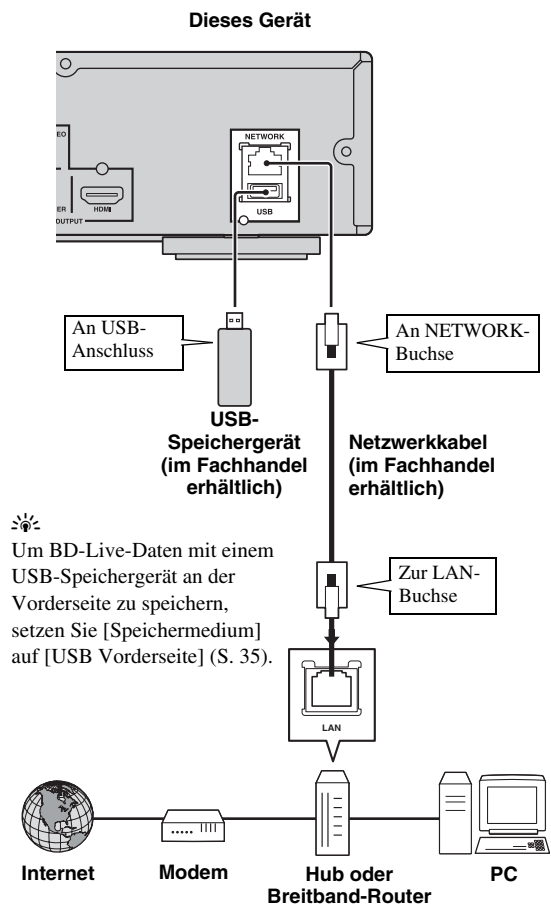 Dieses Gerät
EO
NETWORK
ER
HDMI
USB
OUTPUT
An USB-
Anschluss
An NETWORK-
Buchse
USB-
Speichergerät
(im Fachhandel
erhältlich)
Netzwerkkabel
(im Fachhandel
erhältlich)
Um BD-Live-Daten mit einem
USB-Speichergerät an der
Vorderseite zu speichern,
setzen Sie [Speichermedium]
auf [USB Vorderseite] (S. 35).
Zur LAN-
Buchse
LAN
Internet
Modem
Hub oder
Breitband-Router
PC